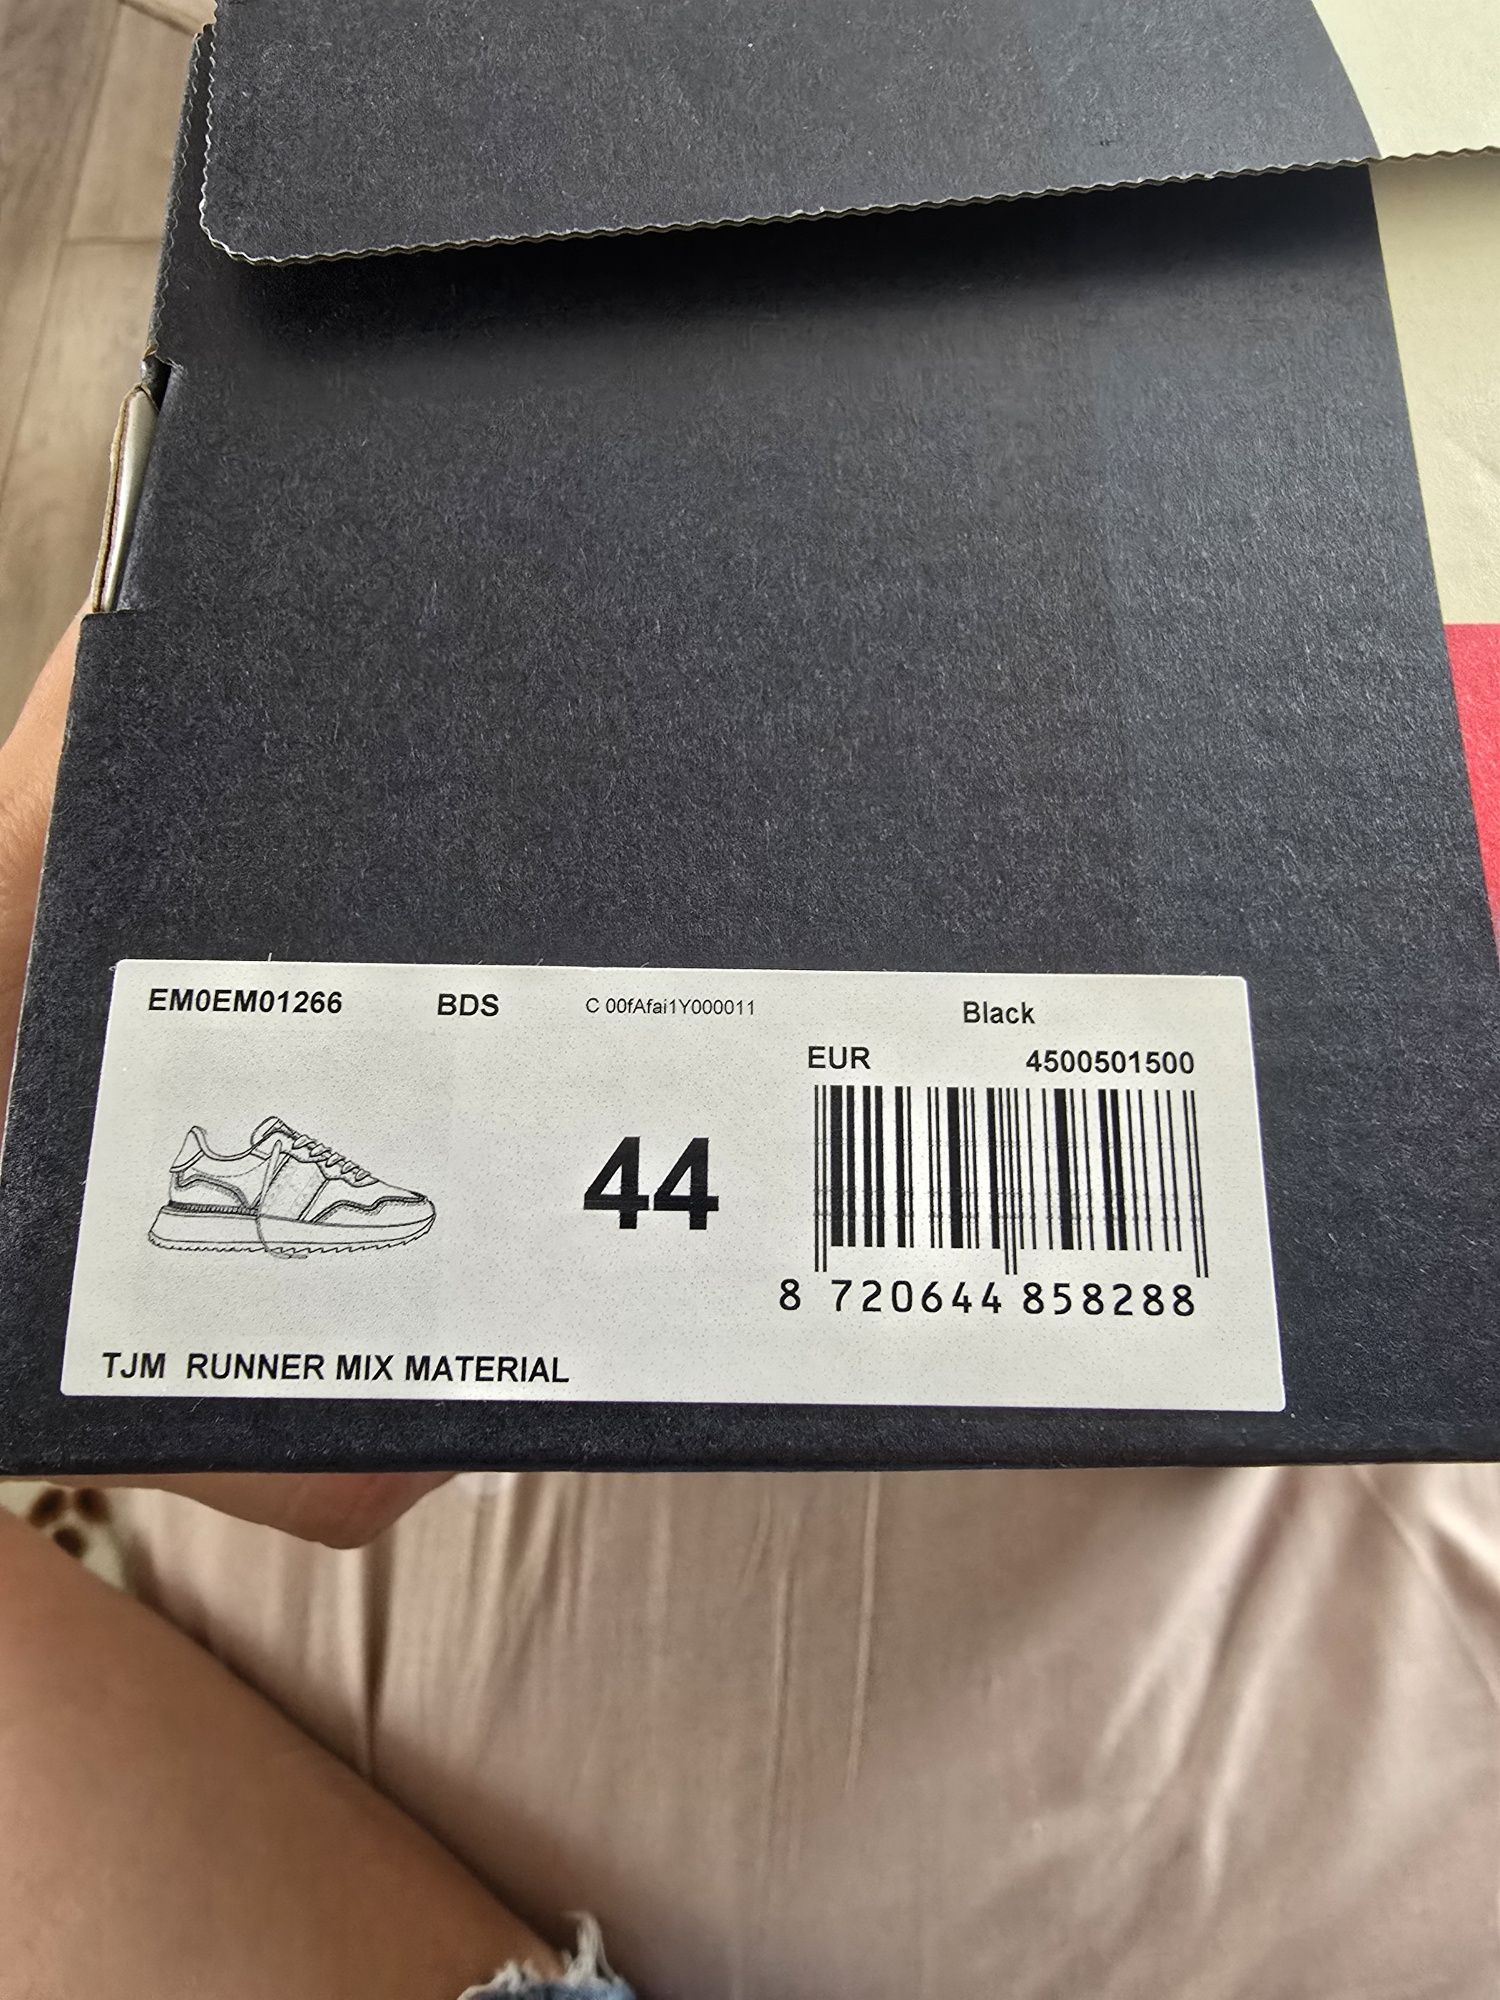 EM0EM01266 BDS C 00fAfai1Y000011 Black
EUR 4500501500
44
8 720644 858288
TJM RUNNER MIX MATERIAL